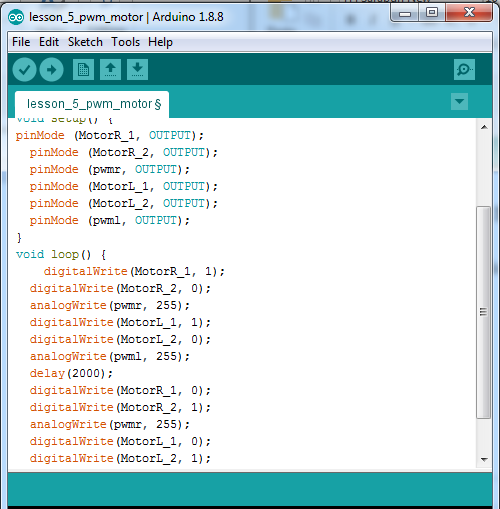 lesson_5_pwm_motor | Arduino 1.8.8
File Edit Sketch Tools Help
lesson_5_pwm_motor §
void setup() {
pinMode (MotorR_1, OUTPUT);
pinMode (MotorR_2, OUTPUT);
pinMode (pwmr, OUTPUT);
pinMode (MotorL_1, OUTPUT);
pinMode (MotorL_2, OUTPUT);
pinMode (pwml, OUTPUT);
}
void loop() {
digitalWrite(MotorR_1, 1);
digitalWrite(MotorR_2, 0);
analogWrite(pwmr, 255);
digitalWrite(MotorL_1, 1);
digitalWrite(MotorL_2, 0);
analogWrite(pwml, 255);
delay(2000);
digitalWrite(MotorR_1, 0);
digitalWrite(MotorR_2, 1);
analogWrite(pwmr, 255);
digitalWrite(MotorL_1, 0);
digitalWrite(MotorL_2, 1);